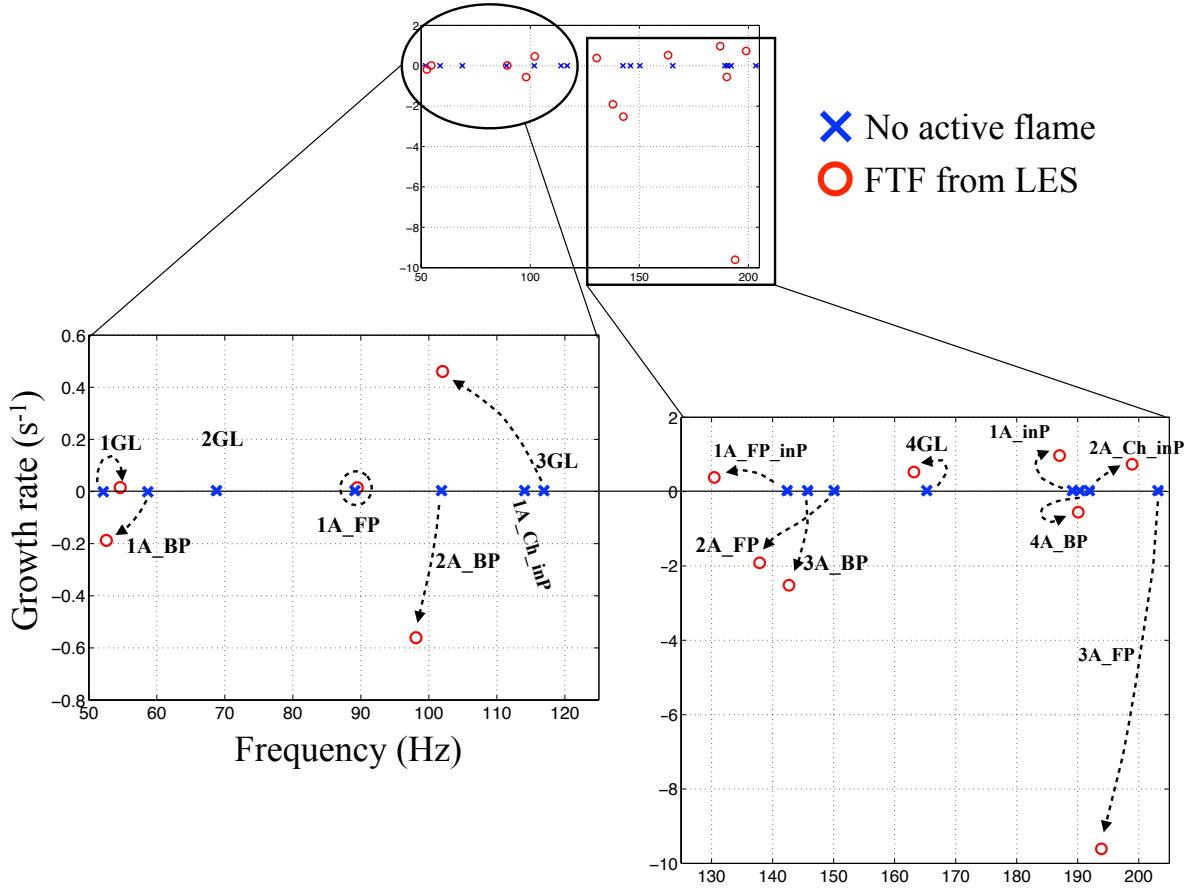 2
0
−2
−4
−6
−8
−10
50 100 150 200
No active flame
FTF from LES
0.6
0.4
0.2
0
−0.2
−0.4
−0.6
−0.8
50 60 70 80 90 100 110 120
Growth rate (s-1)
Frequency (Hz)
1GL
2GL
3GL
1A_BP
1A_FP
2A_BP
1A_Ch_inP
2
0
−2
−4
−6
−8
−10
130 140 150 160 170 180 190 200
1A_FP_inP
4GL
1A_inP
2A_Ch_inP
2A_FP
3A_BP
4A_BP
3A_FP